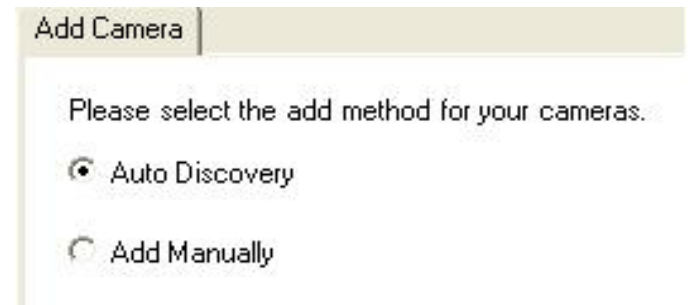 Add Camera
Please select the add method for your cameras.
Auto Discovery
Add Manually